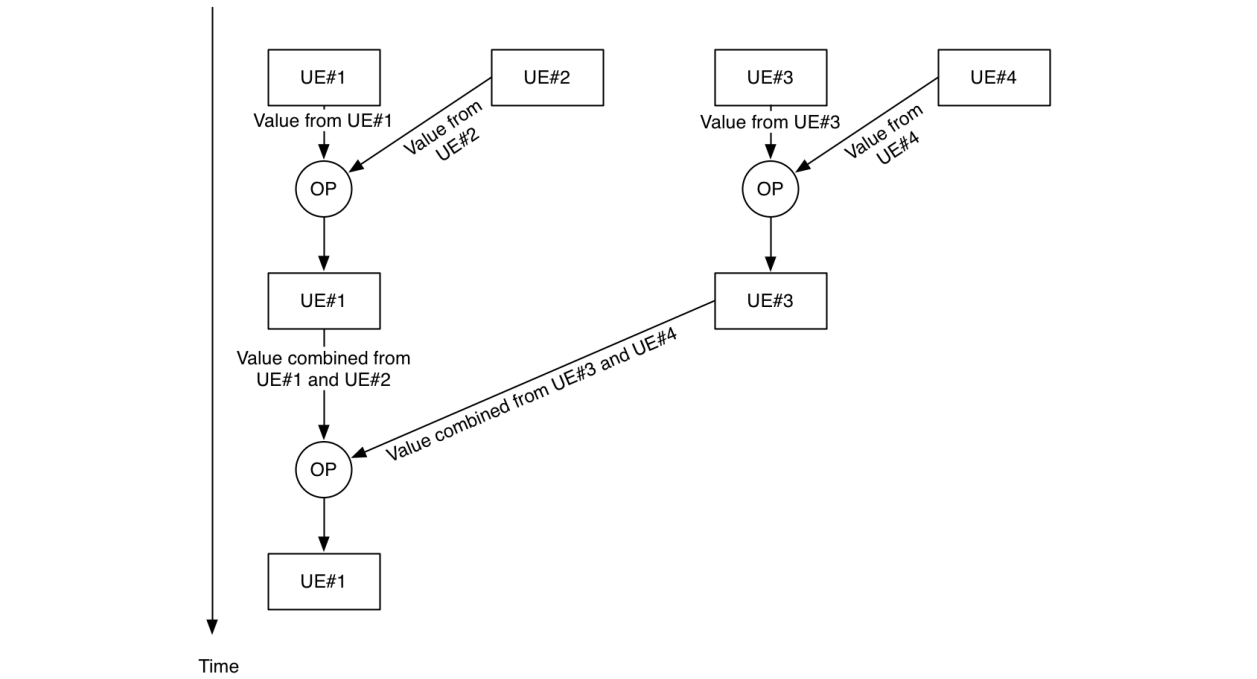 UE#1
UE#2
UE#3
UE#4
Value from UE#1
Value from
UE#2
Value from UE#3
Value from
UE#4
OP
OP
UE#1
UE#3
Value combined from
UE#1 and UE#2
Value combined from UE#3 and UE#4
OP
UE#1
Time